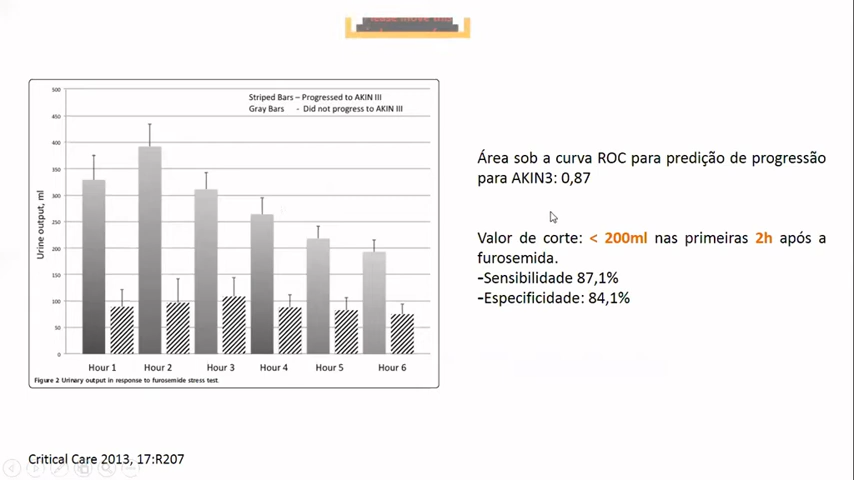 Striped Bars – Progressed to AKIN III
Gray Bars - Did not progress to AKIN III
Urine output, ml
500
450
400
350
300
250
200
150
100
50
0
Hour 1 Hour 2 Hour 3 Hour 4 Hour 5 Hour 6
Figure 2 Urinary output in response to furosemide stress test.
Área sob a curva ROC para predição de progressão
para AKIN3: 0,87
Valor de corte: < 200ml nas primeiras 2h após a
furosemida.
-Sensibilidade 87,1%
-Especificidade: 84,1%
Critical Care 2013, 17:R207